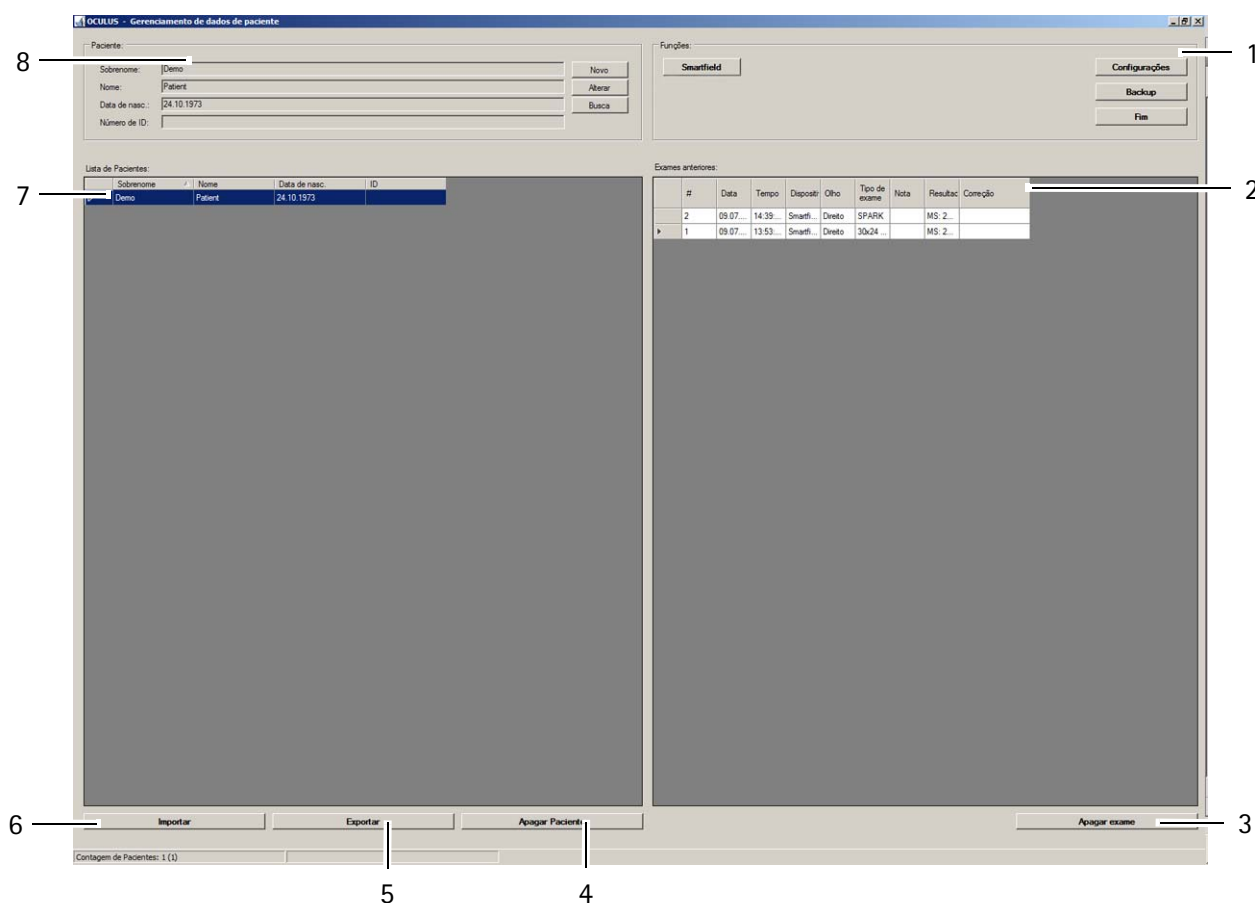 OCULUS - Gerenciamento de dados de paciente
Paciente:
Sobrenome: Demo Novo
Nome: Patient Alterar
Data de nasc.: 24.10.1973 Busca
Número de ID:
Funções:
Smartfield Configurações
Backup
Fim
8
1
Lista de Pacientes:
Sobrenome Nome Data de nasc. ID
Demo Patient 24.10.1973
7
Exames anteriores:
# Data Tempo Dispositi Olho Tipo de exame Nota Resultac Correção
2 09.07.... 14:39:... Smartfi... Direito SPARK MS: 2...
1 09.07.... 13:53:... Smartfi... Direito 30x24 ... MS: 2...
2
6
Importar Exportar Apagar Paciente Apagar exame
3
Contagem de Pacientes: 1 (1)
5 4